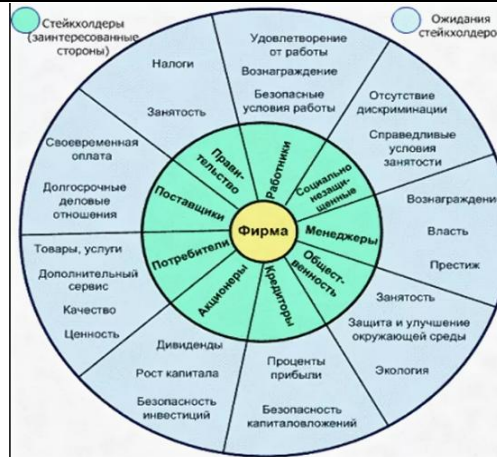 Стейкхолдеры
(заинтересованные
стороны)
Ожидания
стейкхолдеро
Удовлетворение
от работы
Вознаграждение
Безопасные
условия работы
Отсутствие
дискриминации
Справедливые
условия
занятости
Вознаграждение
Власть
Престиж
Занятость
Защита и улучшение
окружающей среды
Экология
Проценты
прибыли
Безопасность
капиталовложений
Дивиденды
Рост капитала
Безопасность
инвестиций
Товары, услуги
Дополнительный
сервис
Качество
Ценность
Своевременная
оплата
Долгосрочные
деловые
отношения
Налоги
Занятость
Прави-
тельство
Работники
Социально
незащи-
щенные
Менеджеры
Общест-
венность
Кредиторы
Акционеры
Потребители
Поставщики
Фирма